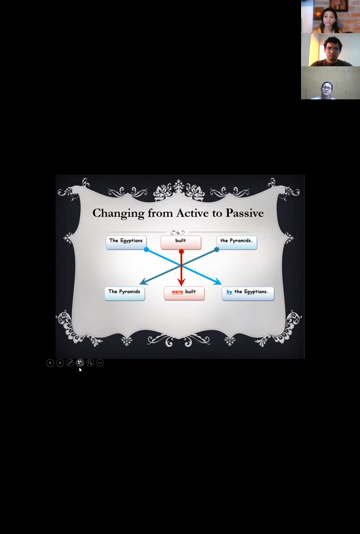 Changing from Active to Passive
The Egyptians built the Pyramids.
The Pyramids were built by the Egyptians.